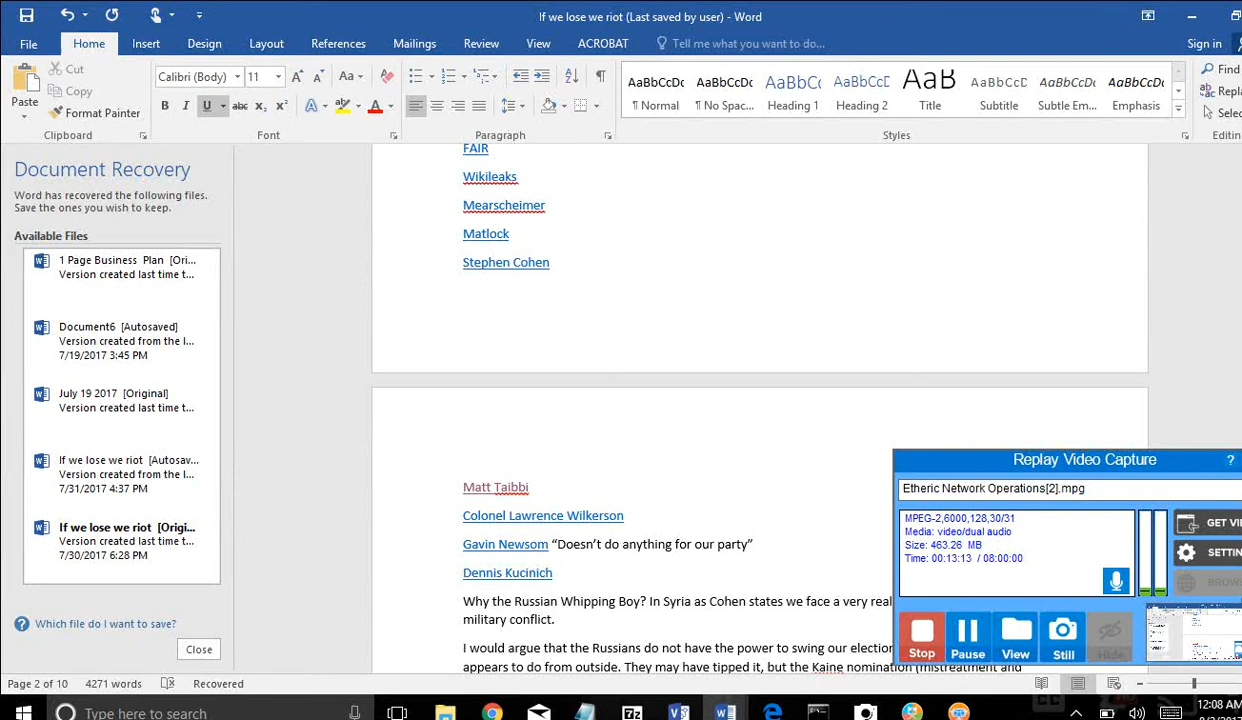 If we lose we riot (Last saved by user) - Word
File Home Insert Design Layout References Mailings Review View ACROBAT Tell me what you want to do... Sign in
Paste
Cut
Copy
Format Painter
Calibri (Body) 11
AaBbCcDc AaBbCcDc AaBbCc AaBbCcD AaB AaBbCcD AaBbCcDc AaBbCcDc
¶ Normal ¶ No Spac... Heading 1 Heading 2 Title Subtitle Subtle Em... Emphasis
Find
Repla
Selec
Clipboard Font Paragraph Styles Editin
Document Recovery
Word has recovered the following files.
Save the ones you wish to keep.
Available Files
1 Page Business Plan [Ori...
Version created last time t...
Document6 [Autosaved]
Version created from the l...
7/19/2017 3:45 PM
July 19 2017 [Original]
Version created last time t...
If we lose we riot [Autosav...
Version created from the l...
7/31/2017 4:37 PM
If we lose we riot [Origi...
Version created last time t...
7/30/2017 6:28 PM
Which file do I want to save?
Close
FAIR
Wikileaks
Mearscheimer
Matlock
Stephen Cohen
Matt Taibbi
Colonel Lawrence Wilkerson
Gavin Newsom “Doesn’t do anything for our party”
Dennis Kucinich
Why the Russian Whipping Boy? In Syria as Cohen states we face a very real
military conflict.
I would argue that the Russians do not have the power to swing our election
appears to do from outside. They may have tipped it, but the Kaine nomination (mistreatment and
Replay Video Capture ?
Etheric Network Operations[2].mpg
MPEG-2,6000,128,30/31
Media: video/dual audio
Size: 463.26 MB
Time: 00:13:13 / 08:00:00
GET VI
SETTIN
BROW
Stop Pause View Still Hide
Page 2 of 10 4271 words Recovered
Type here to search
12:08 AM